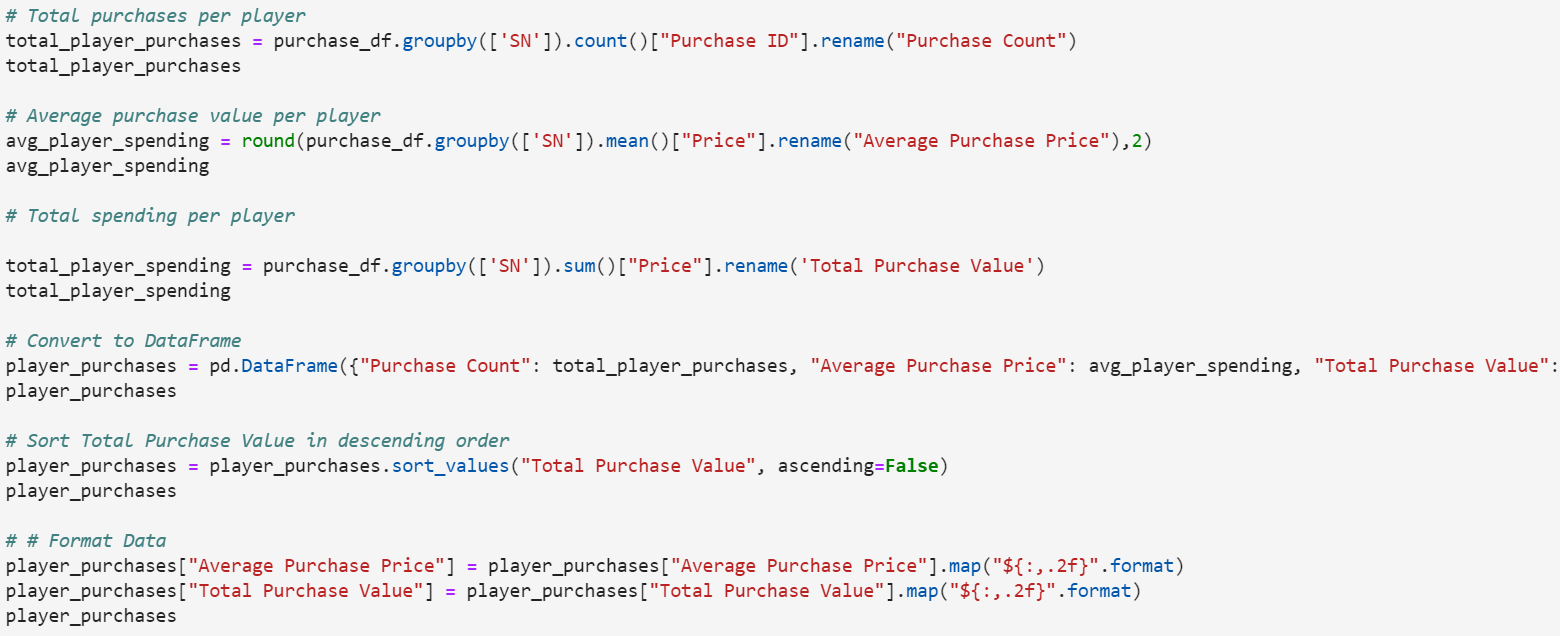 # Total purchases per player
total_player_purchases = purchase_df.groupby(['SN']).count()["Purchase ID"].rename("Purchase Count")
total_player_purchases
# Average purchase value per player
avg_player_spending = round(purchase_df.groupby(['SN']).mean()["Price"].rename("Average Purchase Price"),2)
avg_player_spending
# Total spending per player
total_player_spending = purchase_df.groupby(['SN']).sum()["Price"].rename('Total Purchase Value')
total_player_spending
# Convert to DataFrame
player_purchases = pd.DataFrame({"Purchase Count": total_player_purchases, "Average Purchase Price": avg_player_spending, "Total Purchase Value":
player_purchases
# Sort Total Purchase Value in descending order
player_purchases = player_purchases.sort_values("Total Purchase Value", ascending=False)
player_purchases
# # Format Data
player_purchases["Average Purchase Price"] = player_purchases["Average Purchase Price"].map("${:,.2f}".format)
player_purchases["Total Purchase Value"] = player_purchases["Total Purchase Value"].map("${:,.2f}".format)
player_purchases